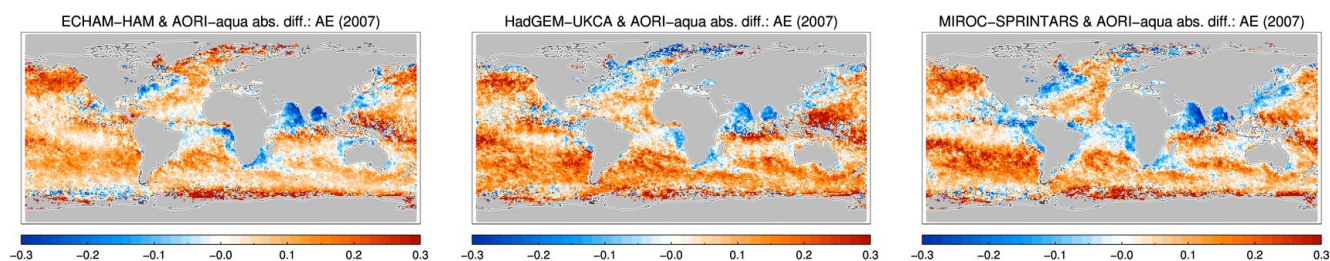 ECHAM−HAM & AORI−aqua abs. diff.: AE (2007)
−0.3 −0.2 −0.1 −0.0 0.1 0.2 0.3
HadGEM−UKCA & AORI−aqua abs. diff.: AE (2007)
−0.3 −0.2 −0.1 −0.0 0.1 0.2 0.3
MIROC−SPRINTARS & AORI−aqua abs. diff.: AE (2007)
−0.3 −0.2 −0.1 −0.0 0.1 0.2 0.3